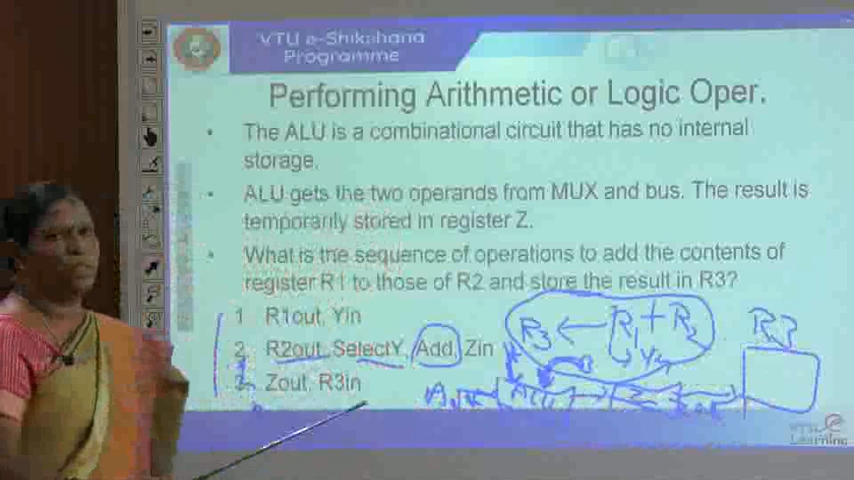 VTU e-Shikshana
Programme
Performing Arithmetic or Logic Oper.
• The ALU is a combinational circuit that has no internal
storage.
• ALU gets the two operands from MUX and bus. The result is
temporarily stored in register Z.
• What is the sequence of operations to add the contents of
register R1 to those of R2 and store the result in R3?
1. R1out, Yin
2. R2out, SelectY, Add, Zin
3. Zout, R3in
R3 ← R1 + R2
R3
ALU
Z
VTU
Learning